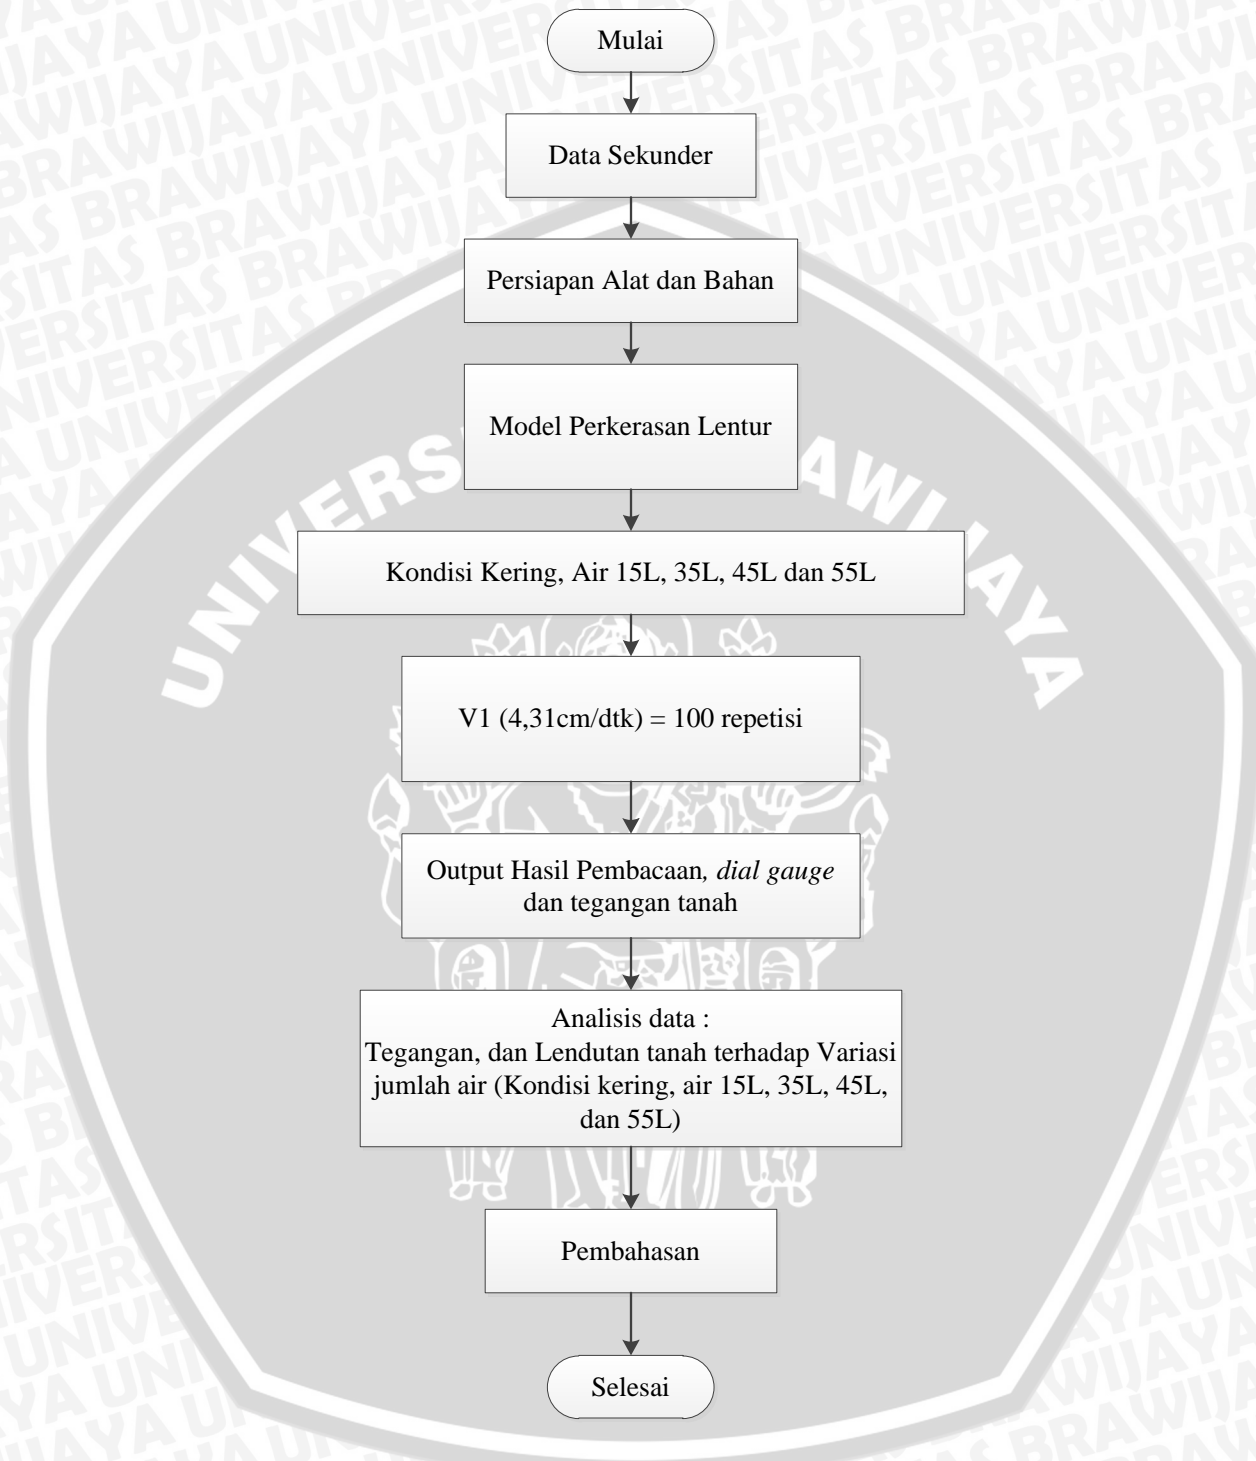 Mulai
Data Sekunder
Persiapan Alat dan Bahan
Model Perkerasan Lentur
Kondisi Kering, Air 15L, 35L, 45L dan 55L
V1 (4,31cm/dtk) = 100 repetisi
Output Hasil Pembacaan, dial gauge
dan tegangan tanah
Analisis data :
Tegangan, dan Lendutan tanah terhadap Variasi
jumlah air (Kondisi kering, air 15L, 35L, 45L,
dan 55L)
Pembahasan
Selesai